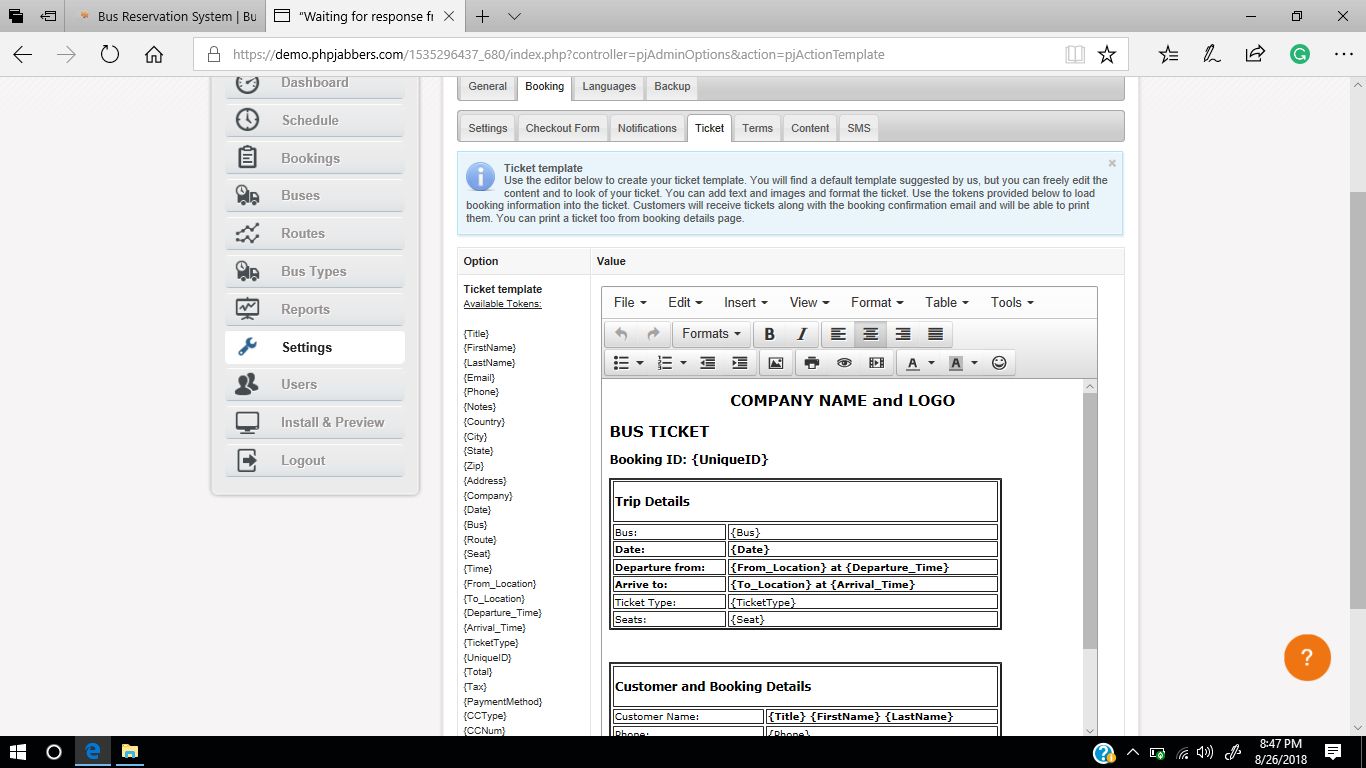 Bus Reservation System | Bu
"Waiting for response fr
https://demo.phpjabbers.com/1535296437_680/index.php?controller=pjAdminOptions&action=pjActionTemplate
Dashboard
Schedule
Bookings
Buses
Routes
Bus Types
Reports
Settings
Users
Install & Preview
Logout
General Booking Languages Backup
Settings Checkout Form Notifications Ticket Terms Content SMS
Ticket template
Use the editor below to create your ticket template. You will find a default template suggested by us, but you can freely edit the
content and to look of your ticket. You can add text and images and format the ticket. Use the tokens provided below to load
booking information into the ticket. Customers will receive tickets along with the booking confirmation email and will be able to print
them. You can print a ticket too from booking details page.
Option Value
Ticket template
Available Tokens:
{Title}
{FirstName}
{LastName}
{Email}
{Phone}
{Notes}
{Country}
{City}
{State}
{Zip}
{Address}
{Company}
{Date}
{Bus}
{Route}
{Seat}
{Time}
{From_Location}
{To_Location}
{Departure_Time}
{Arrival_Time}
{TicketType}
{UniqueID}
{Total}
{Tax}
{PaymentMethod}
{CCType}
{CCNum}
File Edit Insert View Format Table Tools
Formats B I
A A
COMPANY NAME and LOGO
BUS TICKET
Booking ID: {UniqueID}
Trip Details
Bus: {Bus}
Date: {Date}
Departure from: {From_Location} at {Departure_Time}
Arrive to: {To_Location} at {Arrival_Time}
Ticket Type: {TicketType}
Seats: {Seat}
Customer and Booking Details
Customer Name: {Title} {FirstName} {LastName}
Phone: {Phone}
?
8:47 PM
8/26/2018